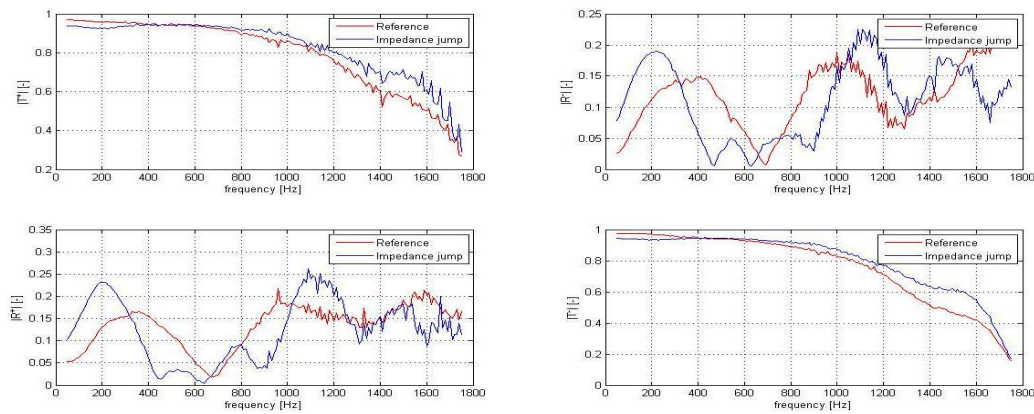 |T⁺| [-]
1
0.8
0.6
0.4
0.2
Reference
Impedance jump
0 200 400 600 800 1000 1200 1400 1600 1800
frequency [Hz]
|R⁻| [-]
0.25
0.2
0.15
0.1
0.05
0
Reference
Impedance jump
0 200 400 600 800 1000 1200 1400 1600 1800
frequency [Hz]
|R⁺| [-]
0.35
0.3
0.25
0.2
0.15
0.1
0.05
0
Reference
Impedance jump
0 200 400 600 800 1000 1200 1400 1600 1800
frequency [Hz]
|T⁻| [-]
1
0.8
0.6
0.4
0.2
0
Reference
Impedance jump
0 200 400 600 800 1000 1200 1400 1600 1800
frequency [Hz]